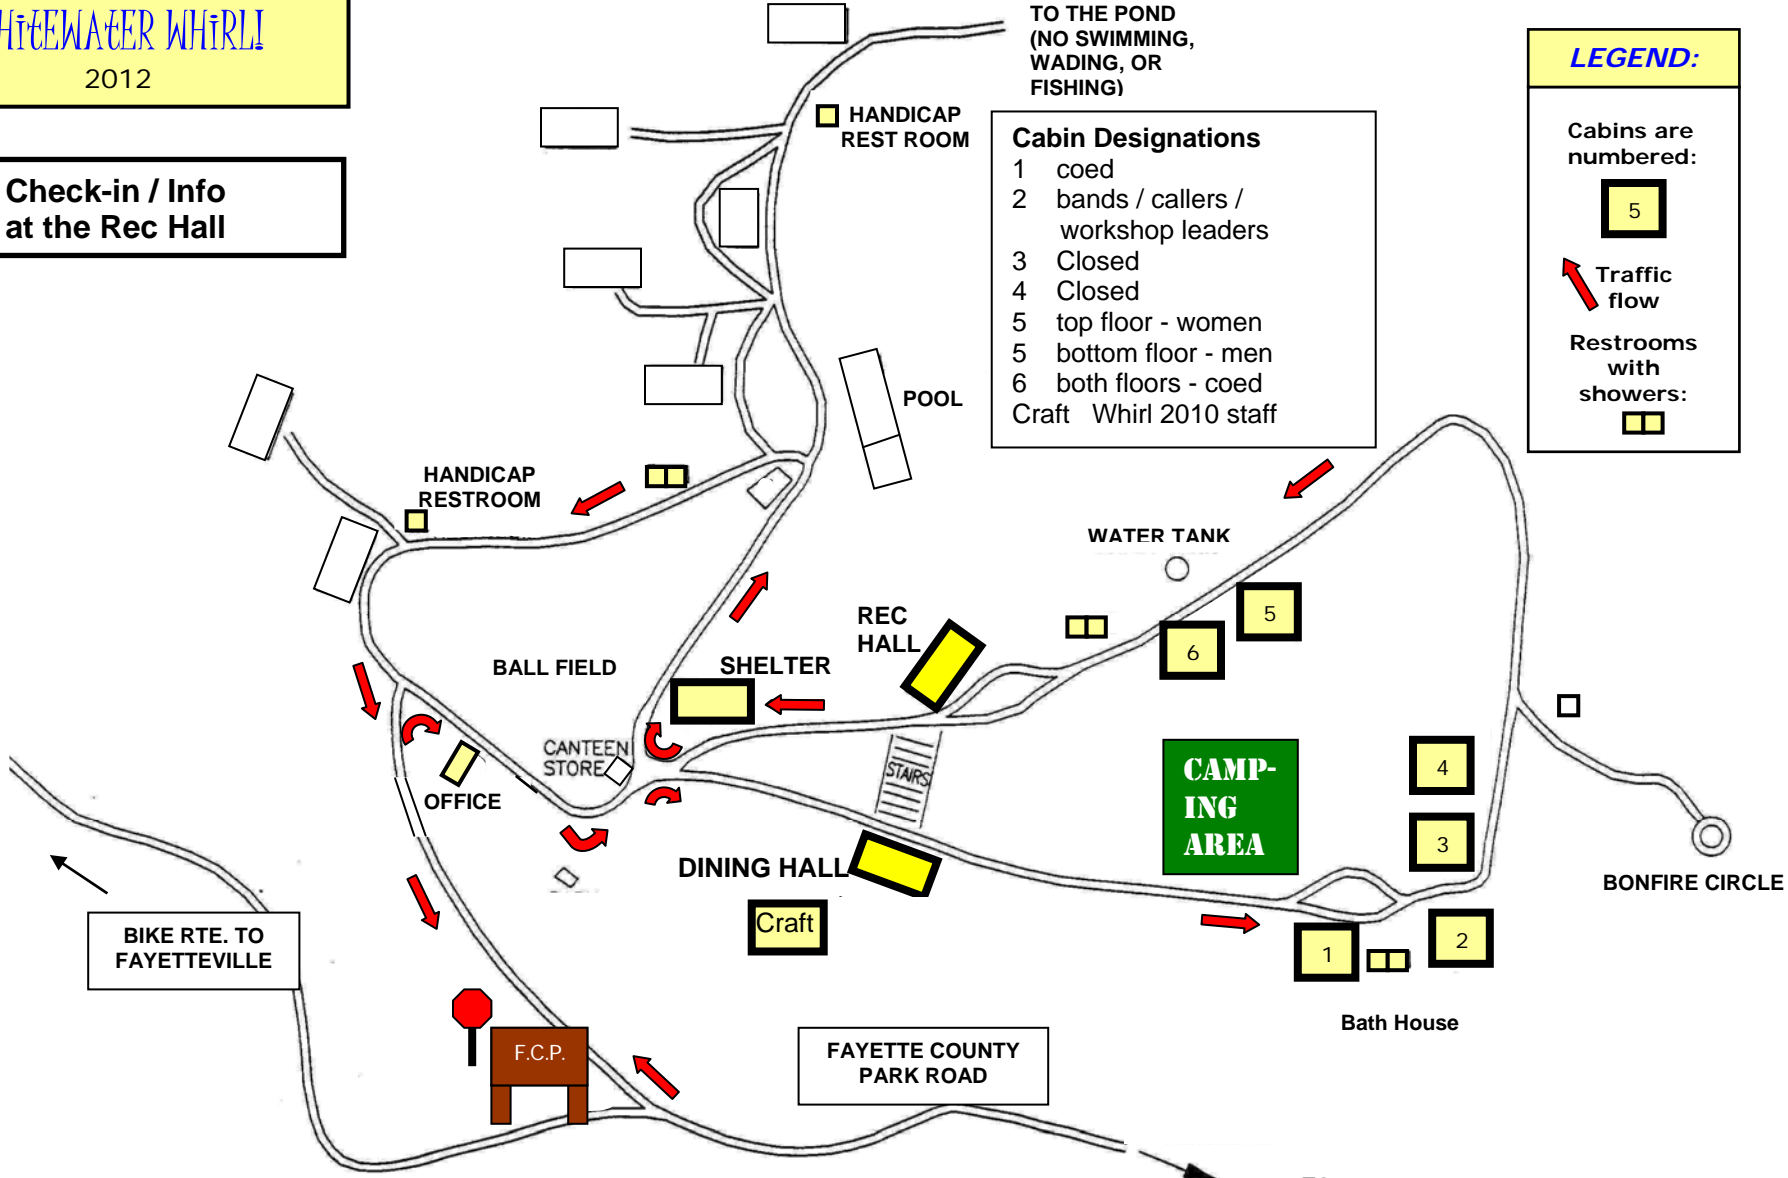 WHiTEWATER WHiRL!
2012
Check-in / Info
at the Rec Hall
TO THE POND
(NO SWIMMING,
WADING, OR
FISHING)
HANDICAP
REST ROOM
Cabin Designations
1 coed
2 bands / callers /
workshop leaders
3 Closed
4 Closed
5 top floor - women
5 bottom floor - men
6 both floors - coed
Craft Whirl 2010 staff
LEGEND:
Cabins are
numbered:
5
Traffic
flow
Restrooms
with
showers:
POOL
HANDICAP
RESTROOM
WATER TANK
REC
HALL
5
6
BALL FIELD
SHELTER
CANTEEN
STORE
STAIRS
OFFICE
CAMP-
ING
AREA
4
3
DINING HALL
BONFIRE CIRCLE
Craft
1
2
BIKE RTE. TO
FAYETTEVILLE
Bath House
F.C.P.
FAYETTE COUNTY
PARK ROAD